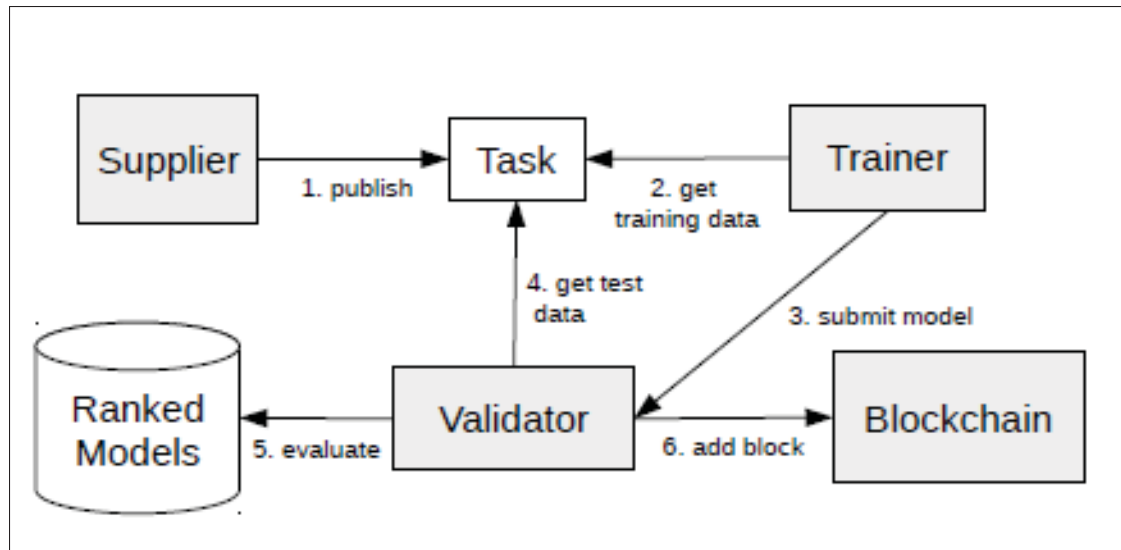 Supplier
Task
Trainer
1. publish
2. get
training data
4. get test
data
3. submit model
Ranked
Models
Validator
Blockchain
5. evaluate
6. add block